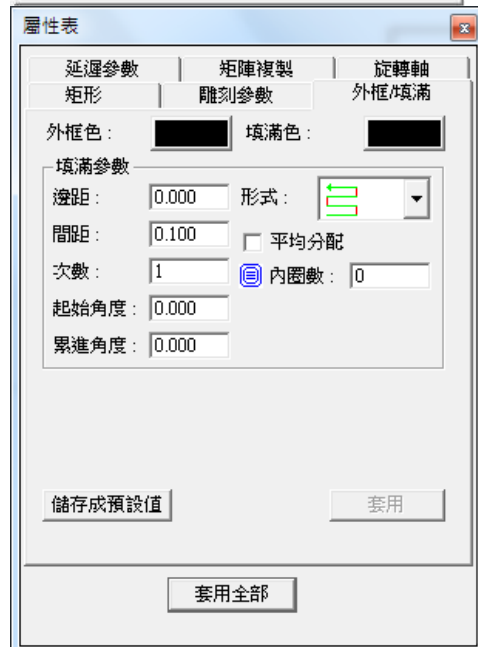 屬性表
延遲參數 矩陣複製 旋轉軸
矩形 雕刻參數 外框/填滿
外框色： 填滿色：
填滿參數
邊距： 0.000 形式：
間距： 0.100 平均分配
次數： 1 內圈數： 0
起始角度： 0.000
累進角度： 0.000
儲存成預設值 套用
套用全部